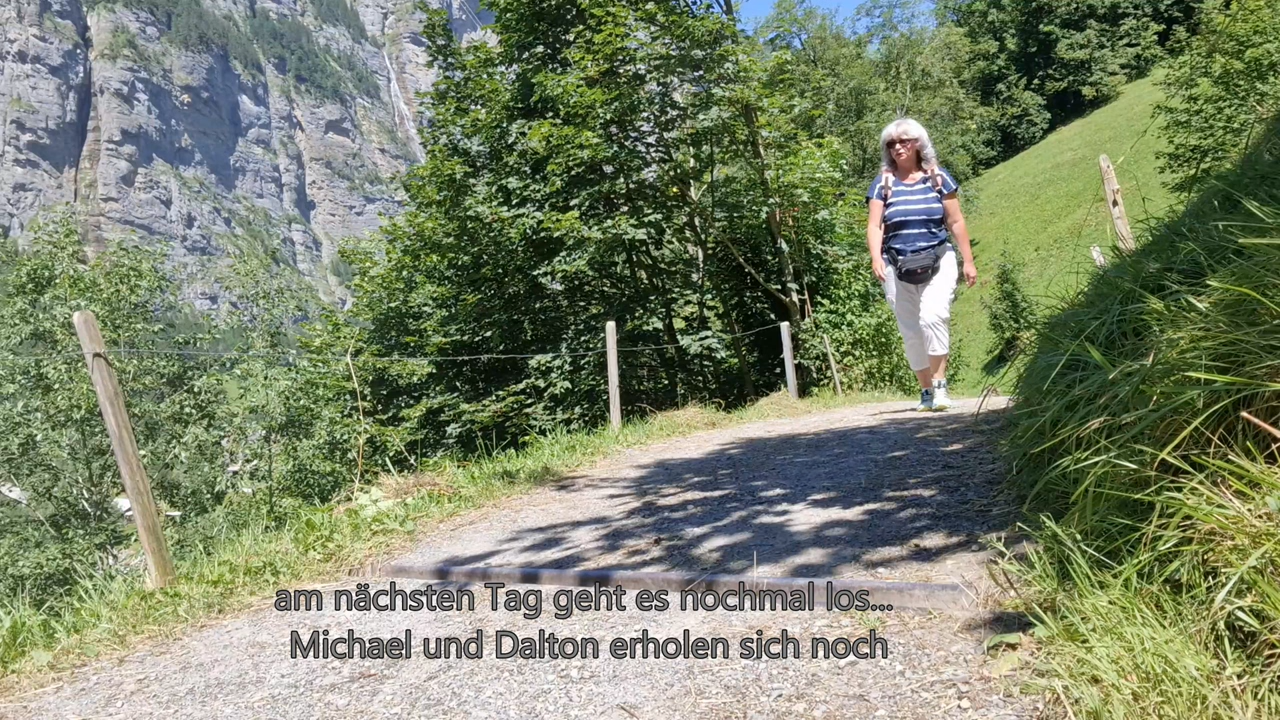 am nächsten Tag geht es nochmal los...
Michael und Dalton erholen sich noch